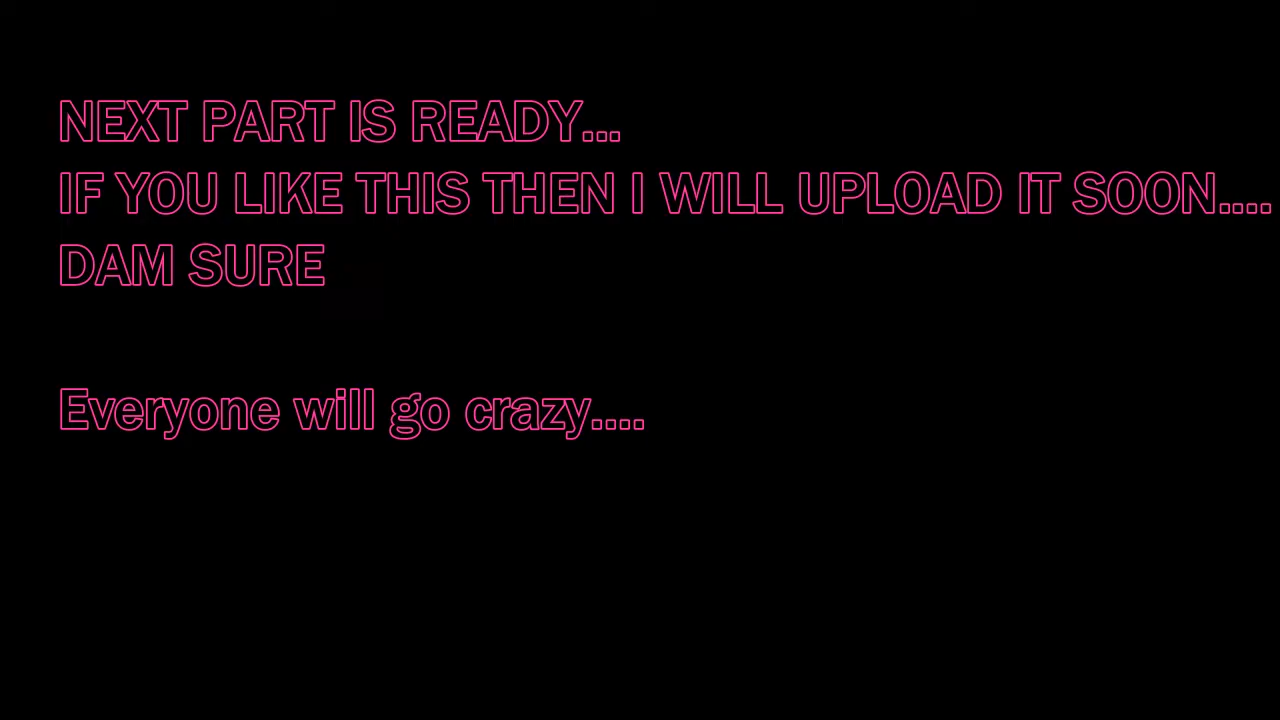 NEXT PART IS READY...
IF YOU LIKE THIS THEN I WILL UPLOAD IT SOON....
DAM SURE
Everyone will go crazy....